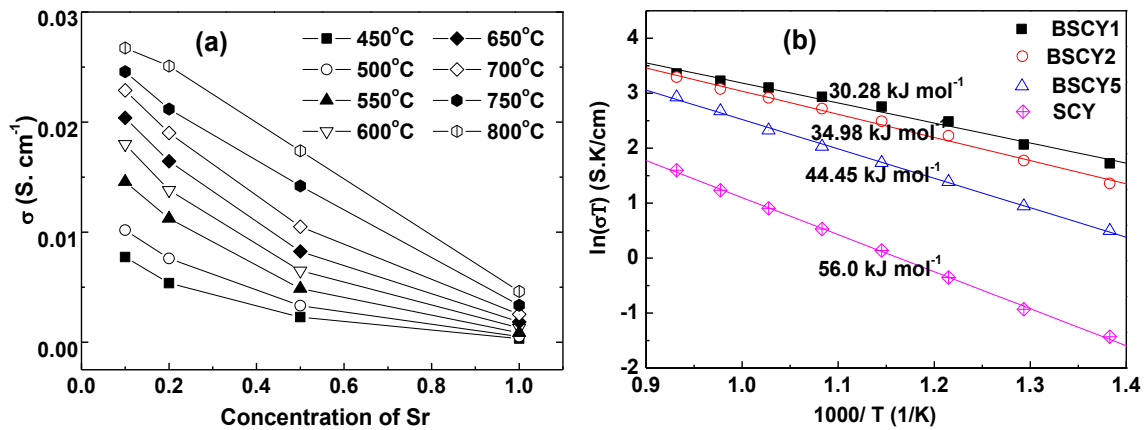 (a)
450°C
500°C
550°C
600°C
650°C
700°C
750°C
800°C
0.03
0.02
0.01
0.00
σ (S. cm⁻¹)
0.0 0.2 0.4 0.6 0.8 1.0
Concentration of Sr
(b)
BSCY1
BSCY2
BSCY5
SCY
30.28 kJ mol⁻¹
34.98 kJ mol⁻¹
44.45 kJ mol⁻¹
56.0 kJ mol⁻¹
4
3
2
1
0
-1
-2
ln(σT) (S.K/cm)
0.9 1.0 1.1 1.2 1.3 1.4
1000/ T (1/K)